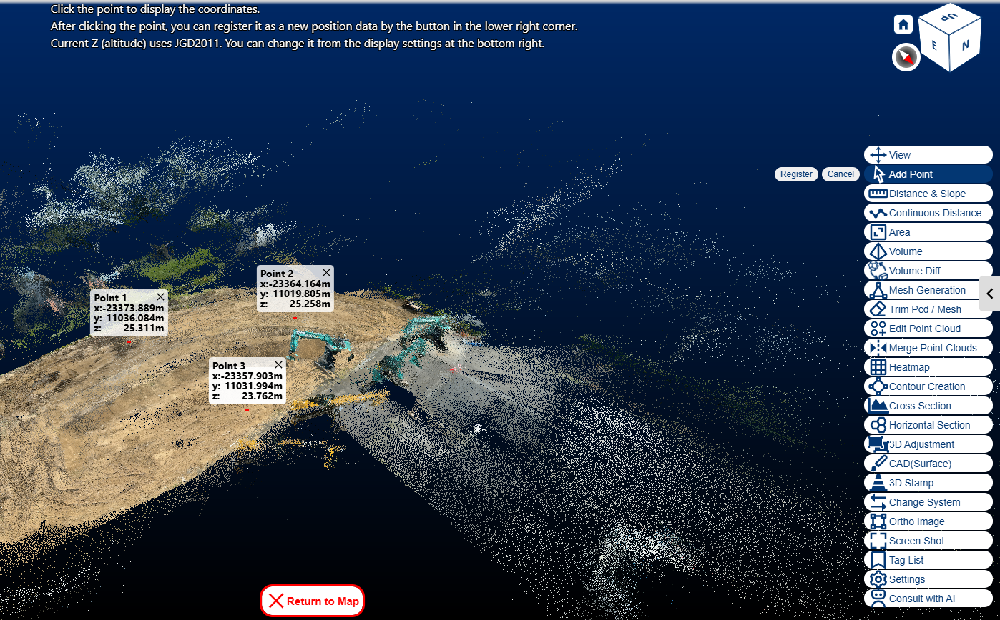 Click the point to display the coordinates.
After clicking the point, you can register it as a new position data by the button in the lower right corner.
Current Z (altitude) uses JGD2011. You can change it from the display settings at the bottom right.
UP
E
N
View
Register
Cancel
Add Point
Distance & Slope
Continuous Distance
Area
Volume
Volume Diff
Mesh Generation
Trim Pcd / Mesh
Edit Point Cloud
Merge Point Clouds
Heatmap
Contour Creation
Cross Section
Horizontal Section
3D Adjustment
CAD(Surface)
3D Stamp
Change System
Ortho Image
Screen Shot
Tag List
Settings
Consult with AI
Point 1
x:-23373.889m
y: 11036.084m
z: 25.311m
Point 2
x:-23364.164m
y: 11019.805m
z: 25.258m
Point 3
x:-23357.903m
y: 11031.994m
z: 23.762m
Return to Map